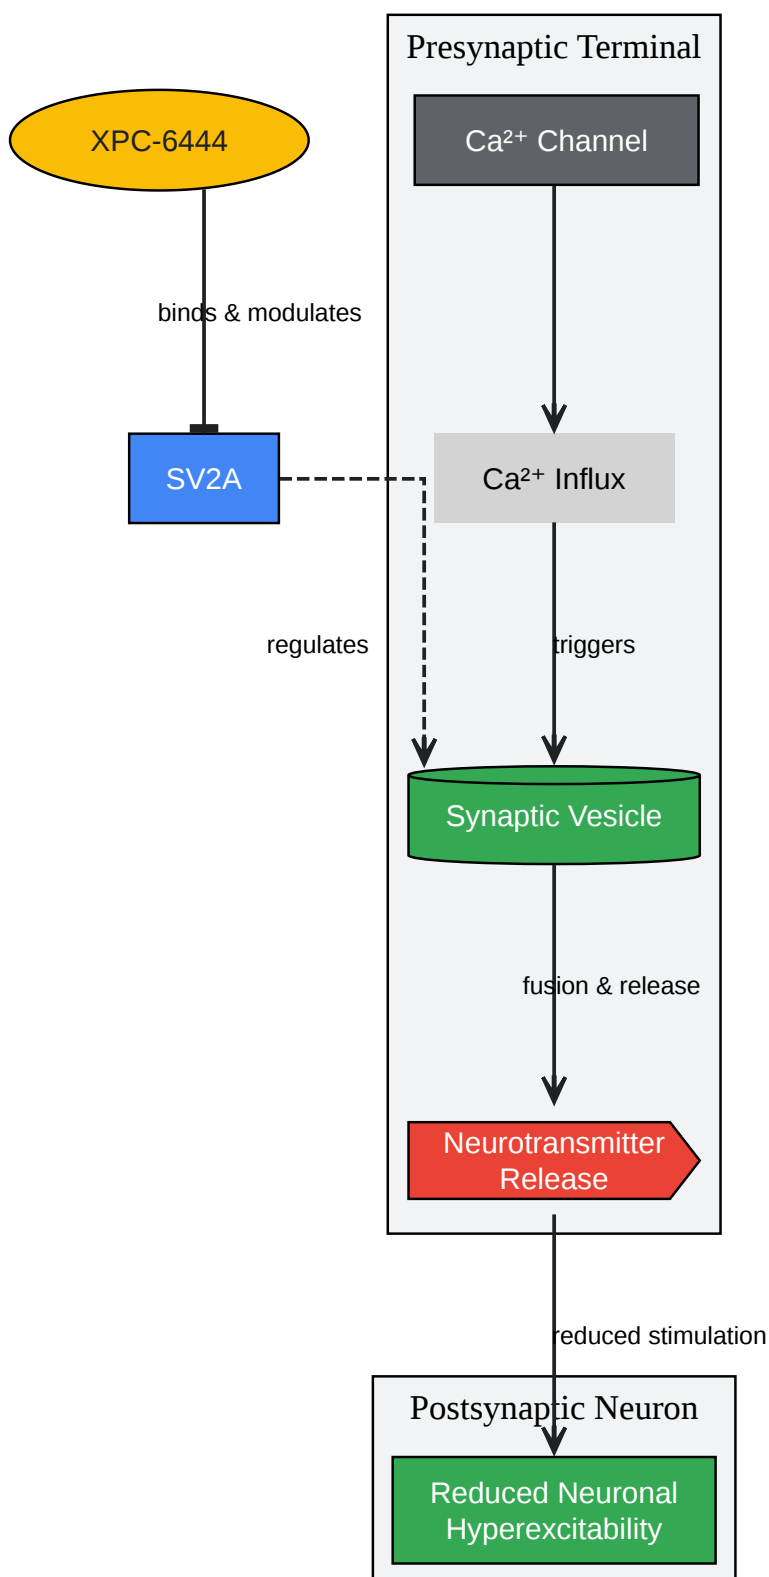 Presynaptic Terminal
XPC-6444
Ca²⁺ Channel
binds & modulates
SV2A
Ca²⁺ Influx
regulates
triggers
Synaptic Vesicle
fusion & release
Neurotransmitter
Release
reduced stimulation
Postsynaptic Neuron
Reduced Neuronal
Hyperexcitability